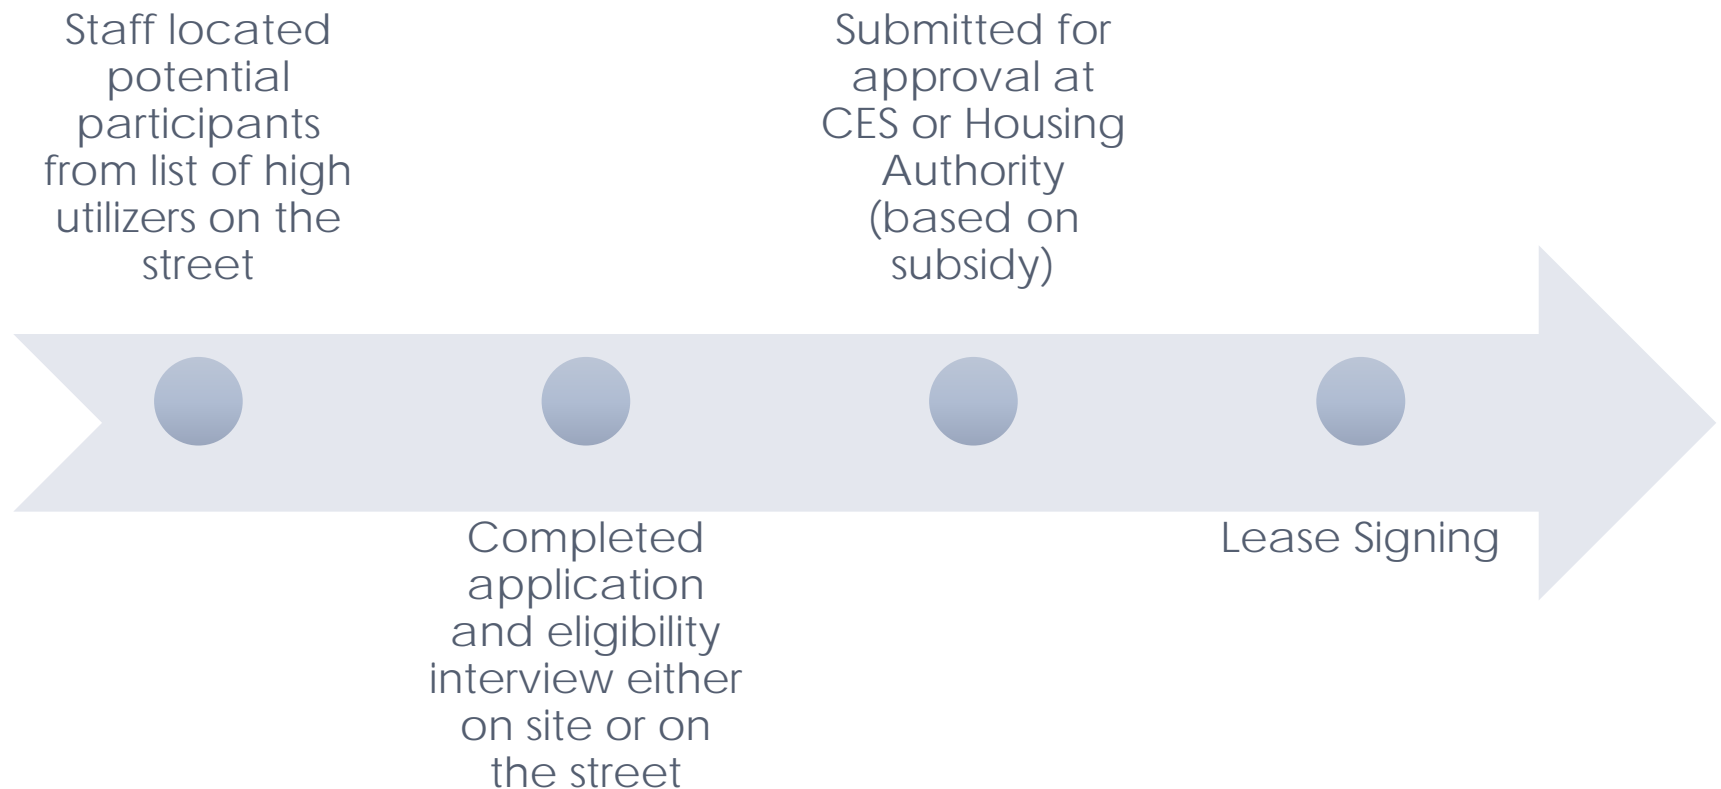 Staff located
potential
participants
from list of high
utilizers on the
street
Completed
application
and eligibility
interview either
on site or on
the street
Submitted for
approval at
CES or Housing
Authority
(based on
subsidy)
Lease Signing